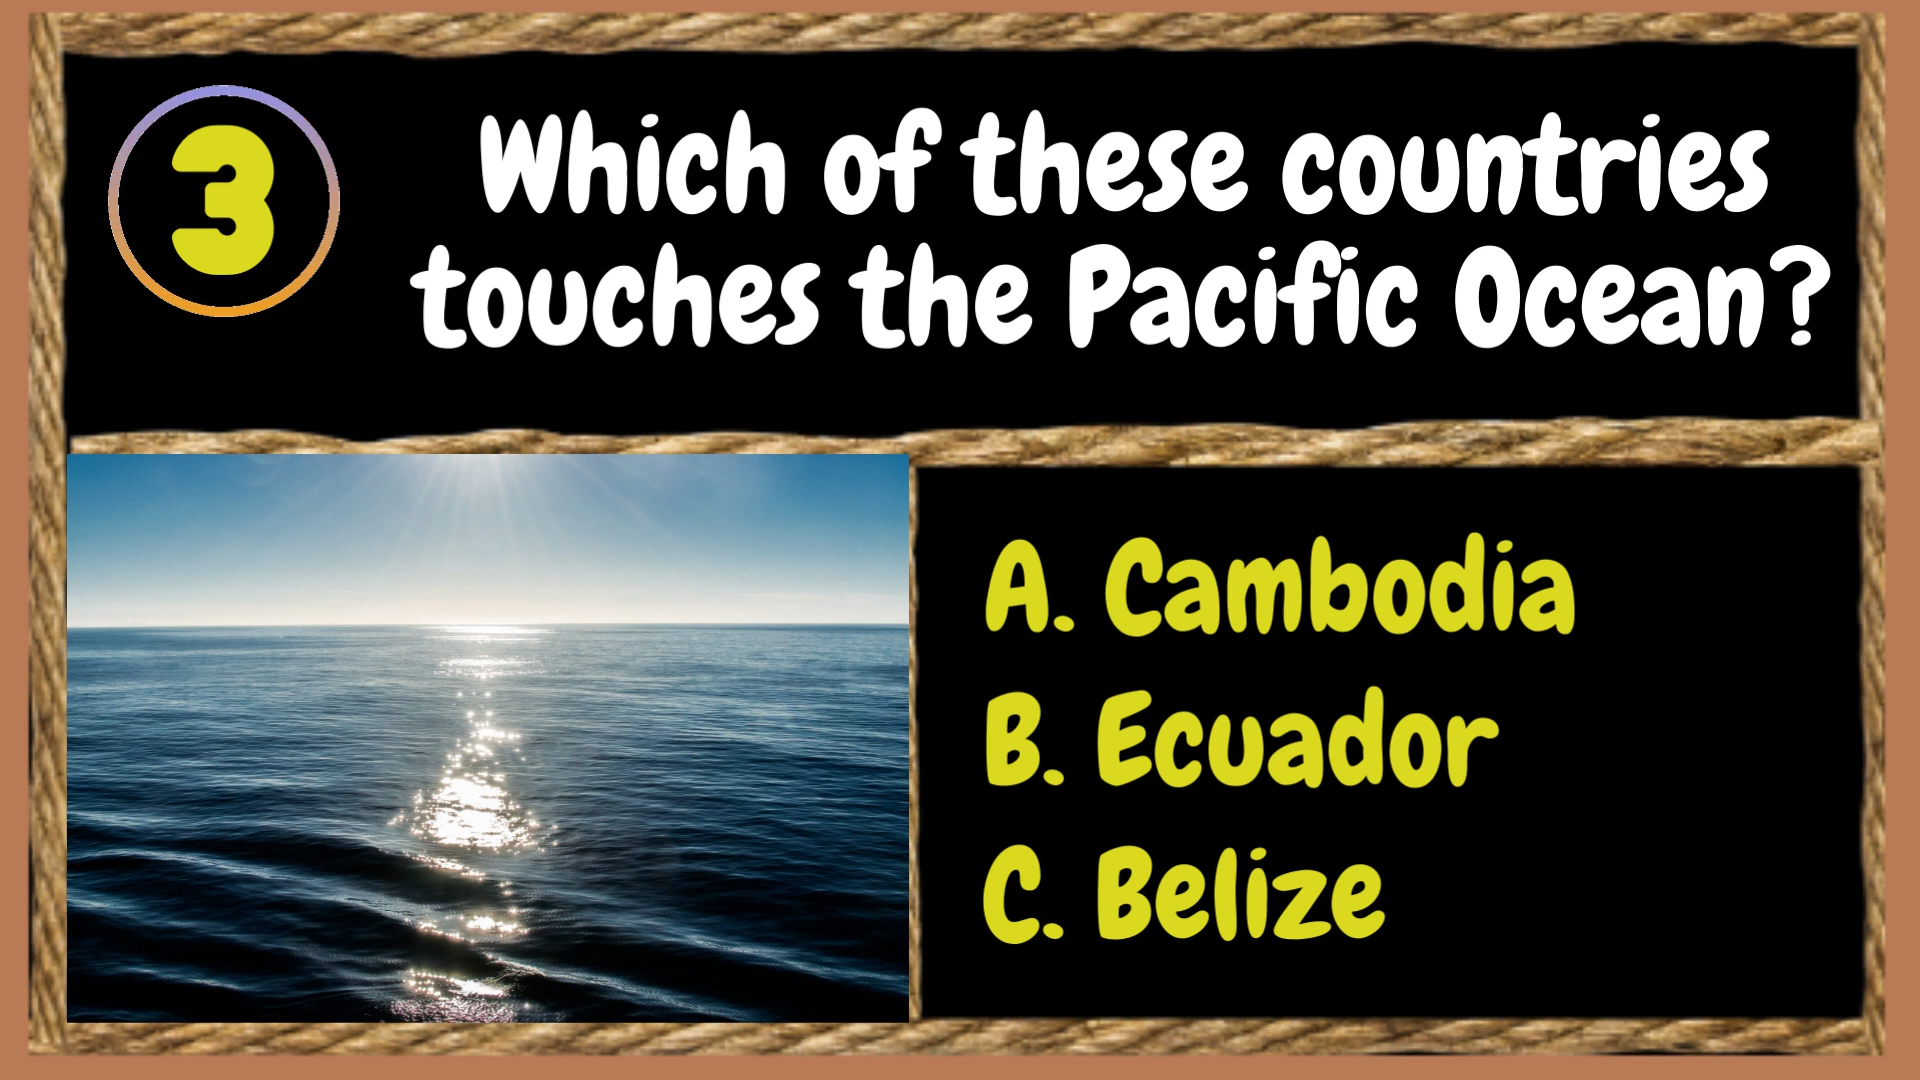 3
Which of these countries
touches the Pacific Ocean?
A. Cambodia
B. Ecuador
C. Belize